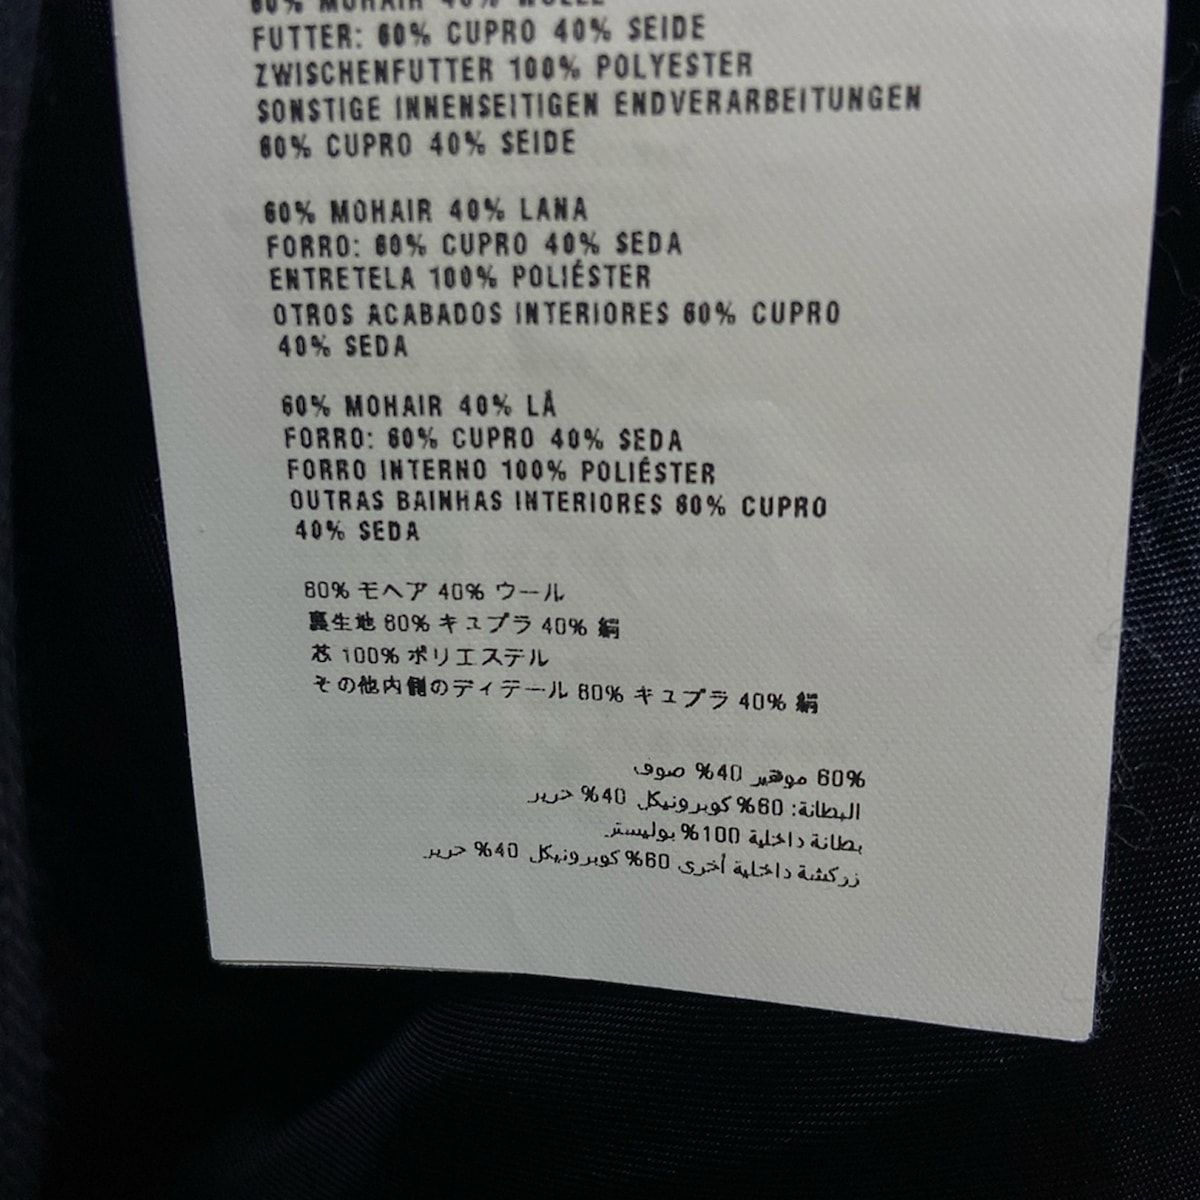 60% MOHAIR 40% WOLLE
FUTTER: 60% CUPRO 40% SEIDE
ZWISCHENFUTTER 100% POLYESTER
SONSTIGE INNENSEITIGEN ENDVERARBEITUNGEN
60% CUPRO 40% SEIDE
60% MOHAIR 40% LANA
FORRO: 60% CUPRO 40% SEDA
ENTRETELA 100% POLIÉSTER
OTROS ACABADOS INTERIORES 60% CUPRO
40% SEDA
60% MOHAIR 40% LÃ
FORRO: 60% CUPRO 40% SEDA
FORRO INTERNO 100% POLIÉSTER
OUTRAS BAINHAS INTERIORES 60% CUPRO
40% SEDA
60% モヘア 40% ウール
裏生地 60% キュプラ 40% 絹
芯 100% ポリエステル
その他内側のディテール 60% キュプラ 40% 絹
60% موهير 40% صوف
البطانة: 60% كوبرونيكل 40% حرير
بطانة داخلية 100% بوليستر
زركشة داخلية أخرى 60% كوبرونيكل 40% حرير